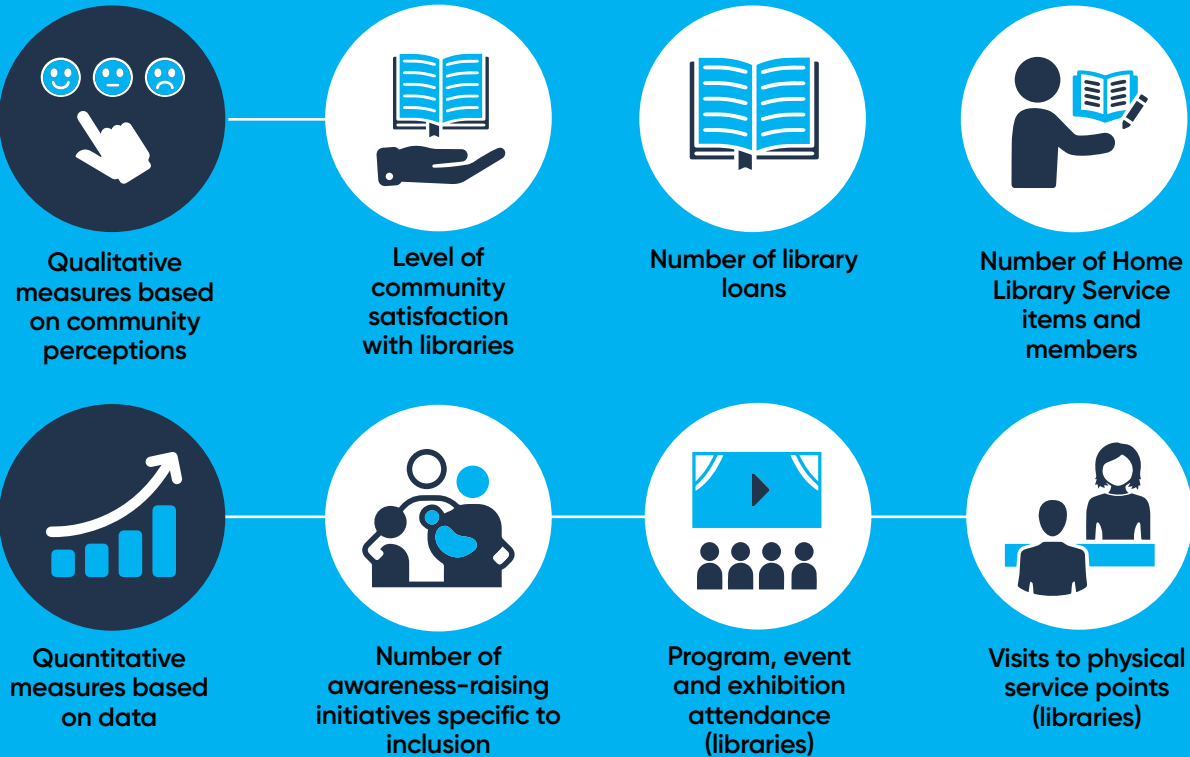 Qualitative
measures based
on community
perceptions
Level of
community
satisfaction
with libraries
Number of library
loans
Number of Home
Library Service
items and
members
Quantitative
measures based
on data
Number of
awareness-raising
initiatives specific to
inclusion
Program, event
and exhibition
attendance
(libraries)
Visits to physical
service points
(libraries)